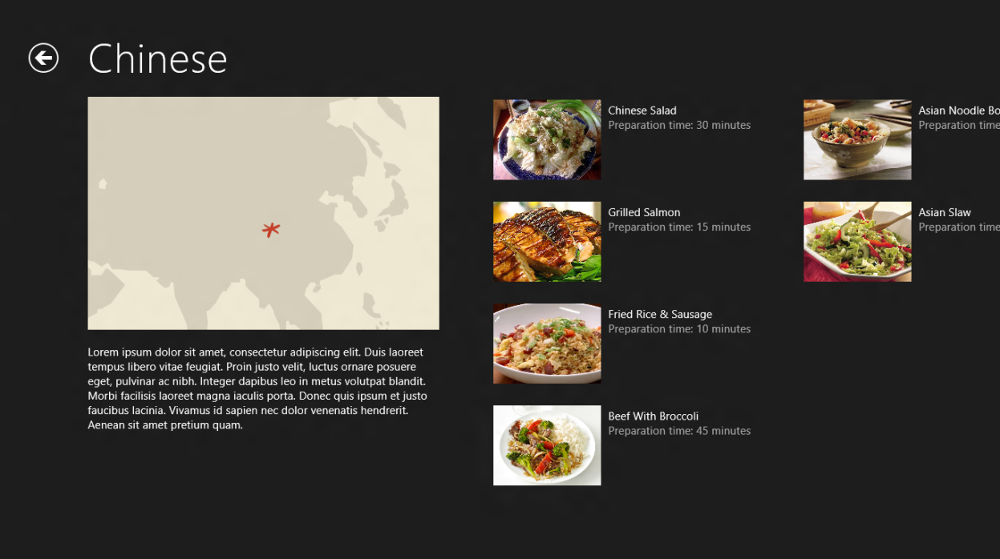 Chinese
Lorem ipsum dolor sit amet, consectetur adipiscing elit. Duis laoreet
tempus libero vitae feugiat. Proin justo velit, luctus ornare posuere
eget, pulvinar ac nibh. Integer dapibus leo in metus volutpat blandit.
Morbi facilisis laoreet magna iaculis porta. Donec quis ipsum et justo
faucibus lacinia. Vivamus id sapien nec dolor venenatis hendrerit.
Aenean sit amet pretium quam.
Chinese Salad
Preparation time: 30 minutes
Grilled Salmon
Preparation time: 15 minutes
Fried Rice & Sausage
Preparation time: 10 minutes
Beef With Broccoli
Preparation time: 45 minutes
Asian Noodle Bo
Preparation time
Asian Slaw
Preparation time